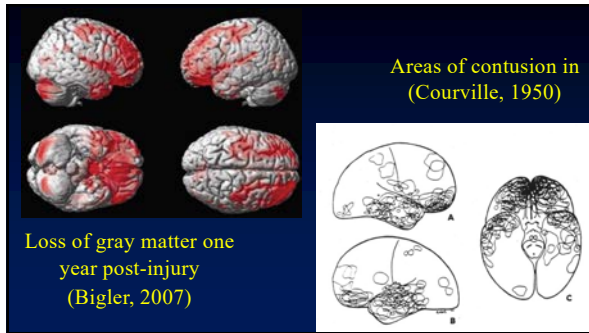 Areas of contusion in
(Courville, 1950)
Loss of gray matter one
year post-injury
(Bigler, 2007)
A
B
C